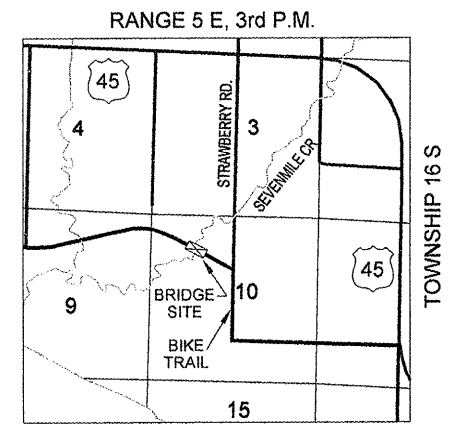 RANGE 5 E, 3rd P.M.
45
4
3
STRAWBERRY RD.
SEVENMILE CR
TOWNSHIP 16 S
45
BRIDGE
SITE
10
9
BIKE
TRAIL
15